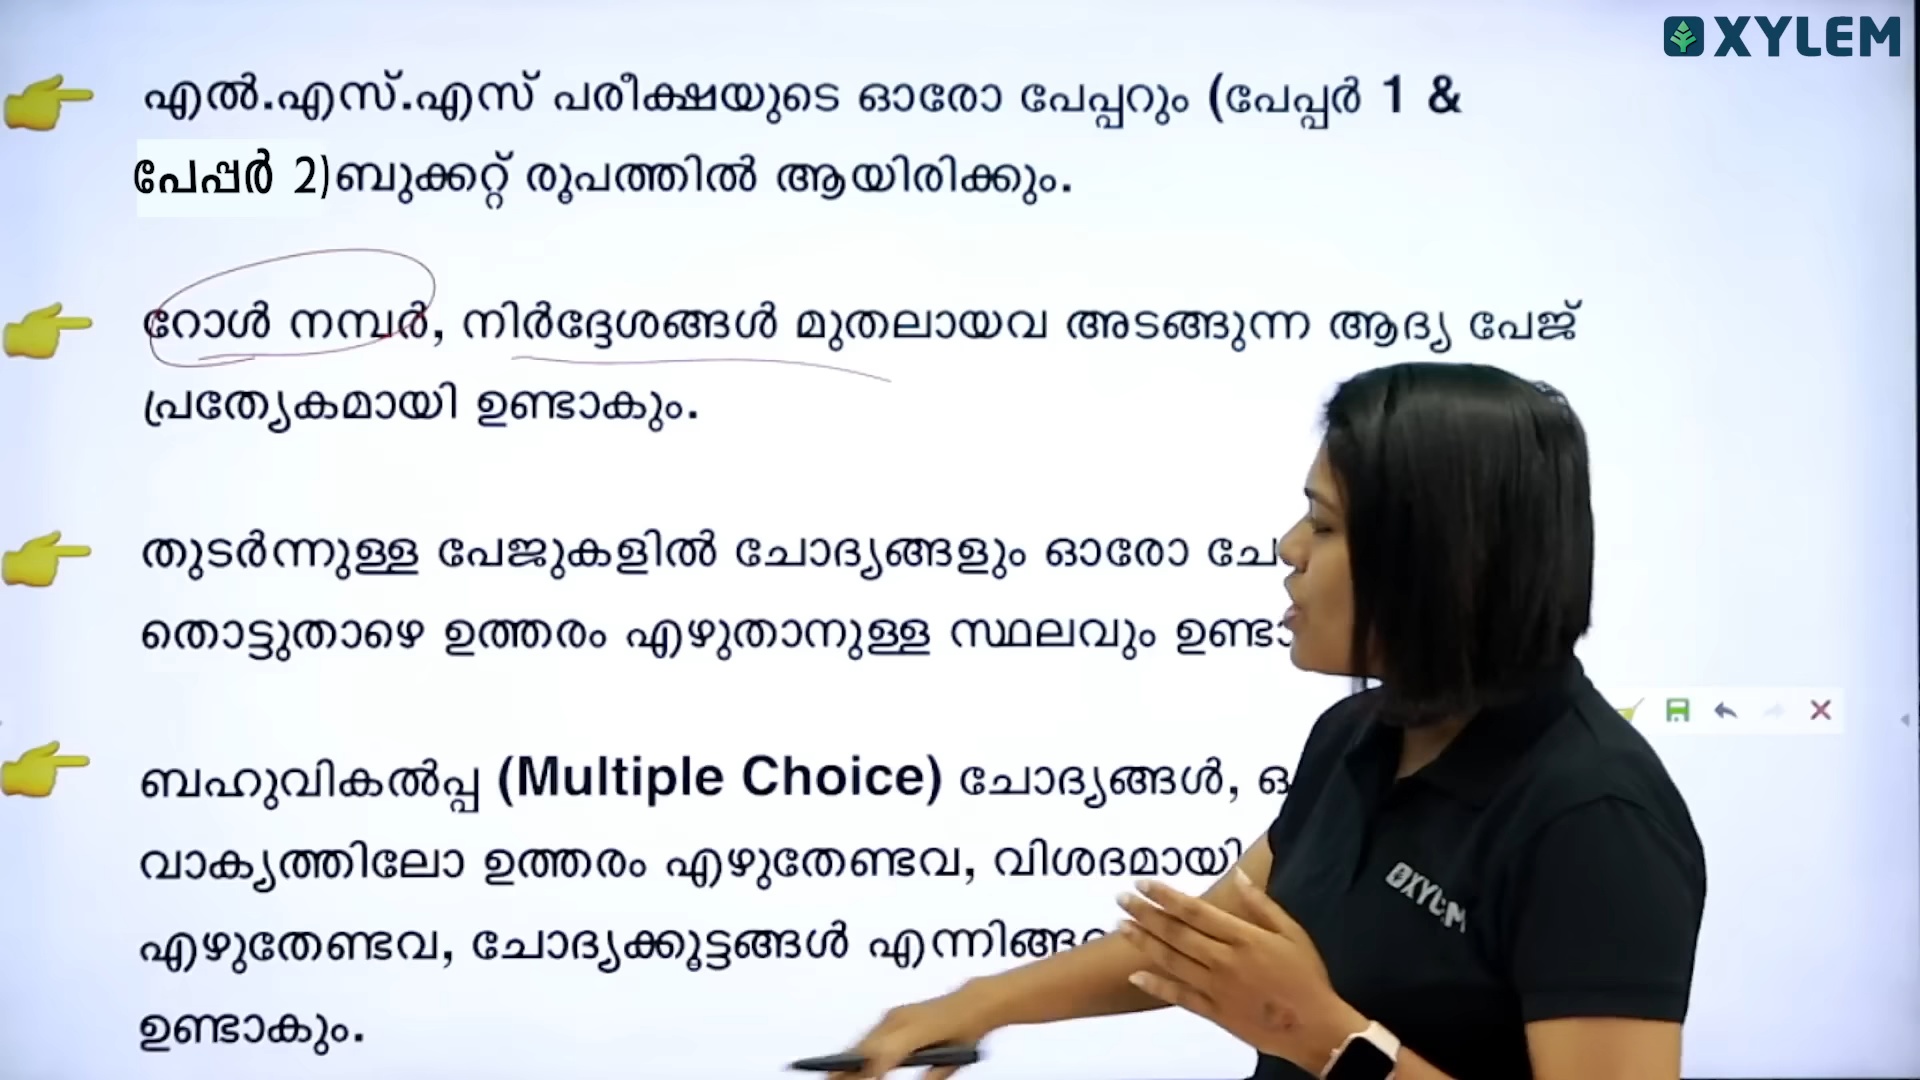 XYLEM
എൽ.എസ്.എസ് പരീക്ഷയുടെ ഓരോ പേപ്പറും (പേപ്പർ 1 &
പേപ്പർ 2)ബുക്കറ്റ് രൂപത്തിൽ ആയിരിക്കും.
റോൾ നമ്പർ, നിർദ്ദേശങ്ങൾ മുതലായവ അടങ്ങുന്ന ആദ്യ പേജ്
പ്രത്യേകമായി ഉണ്ടാകും.
തുടർന്നുള്ള പേജുകളിൽ ചോദ്യങ്ങളും ഓരോ
തൊട്ടുതാഴെ ഉത്തരം എഴുതാനുള്ള സ്ഥലവും
ബഹുവികൽപ്പ (Multiple Choice) ചോദ്യങ്ങൾ,
വാക്യത്തിലോ ഉത്തരം എഴുതേണ്ടവ, വിശദമായി
എഴുതേണ്ടവ, ചോദ്യക്കൂട്ടങ്ങൾ
ഉണ്ടാകും.
XYLEM